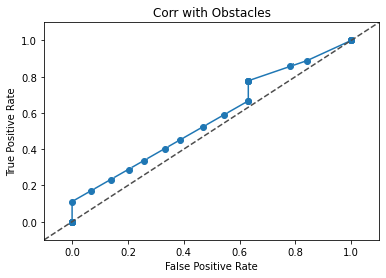 Corr with Obstacles
True Positive Rate
1.0
0.8
0.6
0.4
0.2
0.0
0.0 0.2 0.4 0.6 0.8 1.0
False Positive Rate